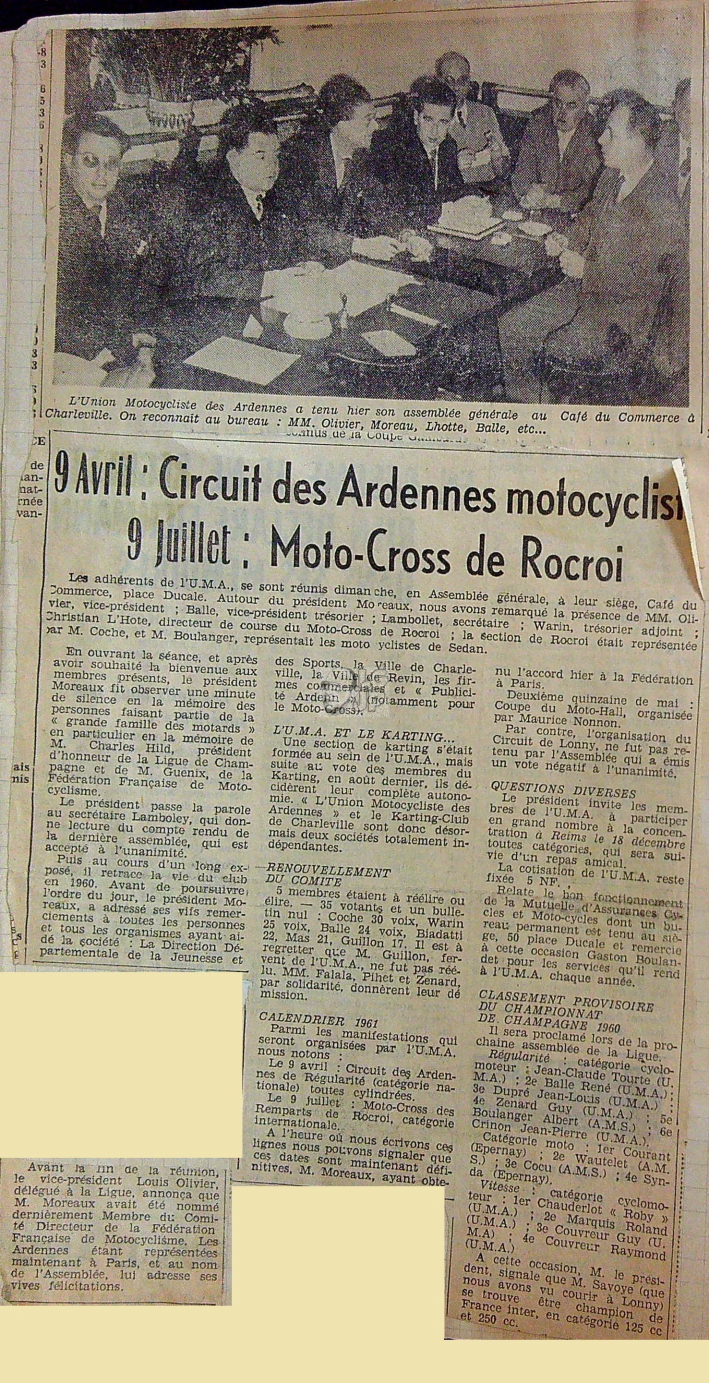 L'Union Motocycliste des Ardennes a tenu hier son assemblée générale au Café du Commerce à
Charleville. On reconnait au bureau : MM. Olivier, Moreau, Lhotte, Balle, etc...
9 Avril : Circuit des Ardennes motocyclist
9 Juillet : Moto-Cross de Rocroi
Les adhérents de l'U.M.A., se sont réunis dimanche, en Assemblée générale, à leur siège, Café du
Commerce, place Ducale. Autour du président Moreaux, nous avons remarqué la présence de MM. Oli-
vier, vice-président ; Balle, vice-président trésorier ; Lambollet, secrétaire ; Warin, trésorier adjoint ;
Christian L'Hote, directeur de course du Moto-Cross de Rocroi ; la section de Rocroi était représentée
par M. Coche, et M. Boulanger, représentait les moto cyclistes de Sedan.
En ouvrant la séance, et après
avoir souhaité la bienvenue aux
membres présents, le président
Moreaux fit observer une minute
de silence en la mémoire des
personnes faisant partie de la
« grande famille des motards »
en particulier en la mémoire de
M. Charles Hild, président
d'honneur de la Ligue de Cham-
pagne et de M. Guenix, de la
Fédération Française de Moto-
cyclisme.
Le président passe la parole
au secrétaire Lamboley, qui don-
ne lecture du compte rendu de
la dernière assemblée, qui est
accepté à l'unanimité.
Puis au cours d'un long ex-
posé, il retrace la vie du club
en 1960. Avant de poursuivre
l'ordre du jour, le président Mo-
reaux, a adressé ses vifs remer-
ciements à toutes les personnes
et tous les organismes ayant ai-
dé la société : La Direction Dé-
partementale de la Jeunesse et
des Sports, la Ville de Charle-
ville, la Ville de Revin, les fir-
mes commerciales et « Publici-
té Ardenn » (notamment pour
le Moto-Cross).
L'U.M.A. ET LE KARTING...
Une section de karting s'était
formée au sein de l'U.M.A., mais
suite au vote des membres du
Karting, en août dernier, ils dé-
cidèrent leur complète autono-
mie. « L'Union Motocycliste des
Ardennes » et le Karting-Club
de Charleville sont donc désor-
mais deux sociétés totalement in-
dépendantes.
RENOUVELLEMENT
DU COMITE
5 membres étaient à réélire ou
élire. — 35 votants et un bulle-
tin nul : Coche 30 voix, Warin
25 voix, Balle 24 voix, Biadatti
22, Mas 21, Guillon 17. Il est à
regretter que M. Guillon, fer-
vent de l'U.M.A., ne fut pas réé-
lu. MM. Falala, Pihet et Zenard,
par solidarité, donnèrent leur dé
mission.
CALENDRIER 1961
Parmi les manifestations qui
seront organisées par l'U.M.A.
nous notons :
Le 9 avril : Circuit des Arden-
nes de Régularité (catégorie na-
tionale) toutes cylindrées.
Le 9 juillet : Moto-Cross des
Remparts de Rocroi, catégorie
internationale.
A l'heure où nous écrivons ces
lignes nous pouvons signaler que
ces dates sont maintenant défi-
nitives, M. Moreaux, ayant obte-
nu l'accord hier à la Fédération
à Paris.
Deuxième quinzaine de mai :
Coupe du Moto-Hall, organisée
par Maurice Nonnon.
Par contre, l'organisation du
Circuit de Lonny, ne fut pas re-
tenu par l'Assemblée qui a émis
un vote négatif à l'unanimité.
QUESTIONS DIVERSES
Le président invite les mem-
bres de l'U.M.A. à participer
en grand nombre à la concen-
tration à Reims le 18 décembre
toutes catégories, qui sera sui-
vie d'un repas amical.
La cotisation de l'U.M.A. reste
fixée 5 NF.
Relate le bon fonctionnement
de la Mutuelle d'Assurances Cy-
cles et Moto-cycles dont un bu-
reau permanent est tenu au siè-
ge, 50 place Ducale et remercie
à cette occasion Gaston Boulan-
det pour les services qu'il rend
à l'U.M.A. chaque année.
CLASSEMENT PROVISOIRE
DU CHAMPIONNAT
DE CHAMPAGNE 1960
Il sera proclamé lors de la pro-
chaine assemblée de la Ligue.
Régularité : catégorie cyclo-
moteur : Jean-Claude Tourte (U.
M.A.) ; 2e Balle René (U.M.A.) ;
3e Dupré Jean-Louis (U.M.A.) ;
4e Zenard Guy (U.M.A.) ; 5e
Boulanger Albert (A.M.S.) ; 6e
Crinon Jean-Pierre (U.M.A.).
Catégorie moto : 1er Courant
(Epernay) ; 2e Wautelet (A.M.
S.) ; 3e Cocu (A.M.S.) ; 4e Syn-
da (Epernay).
Vitesse : catégorie cyclomo-
teur : 1er Chauderlot « Roby »
(U.M.A.) ; 2e Marquis Roland
(U.M.A.) ; 3e Couvreur Guy (U.
M.A) ; 4e Couvreur Raymond
(U.M.A.)
A cette occasion, M. le prési-
dent, signale que M. Savoye (que
nous avons vu courir à Lonny)
se trouve être champion de
France inter, en catégorie 125 cc
et 250 cc.
Avant la fin de la réunion,
le vice-président Louis Olivier,
délégué à la Ligue, annonça que
M. Moreaux avait été nommé
dernièrement Membre du Comi-
té Directeur de la Fédération
Française de Motocyclisme. Les
Ardennes étant représentées
maintenant à Paris, et au nom
de l'Assemblée, lui adresse ses
vives félicitations.